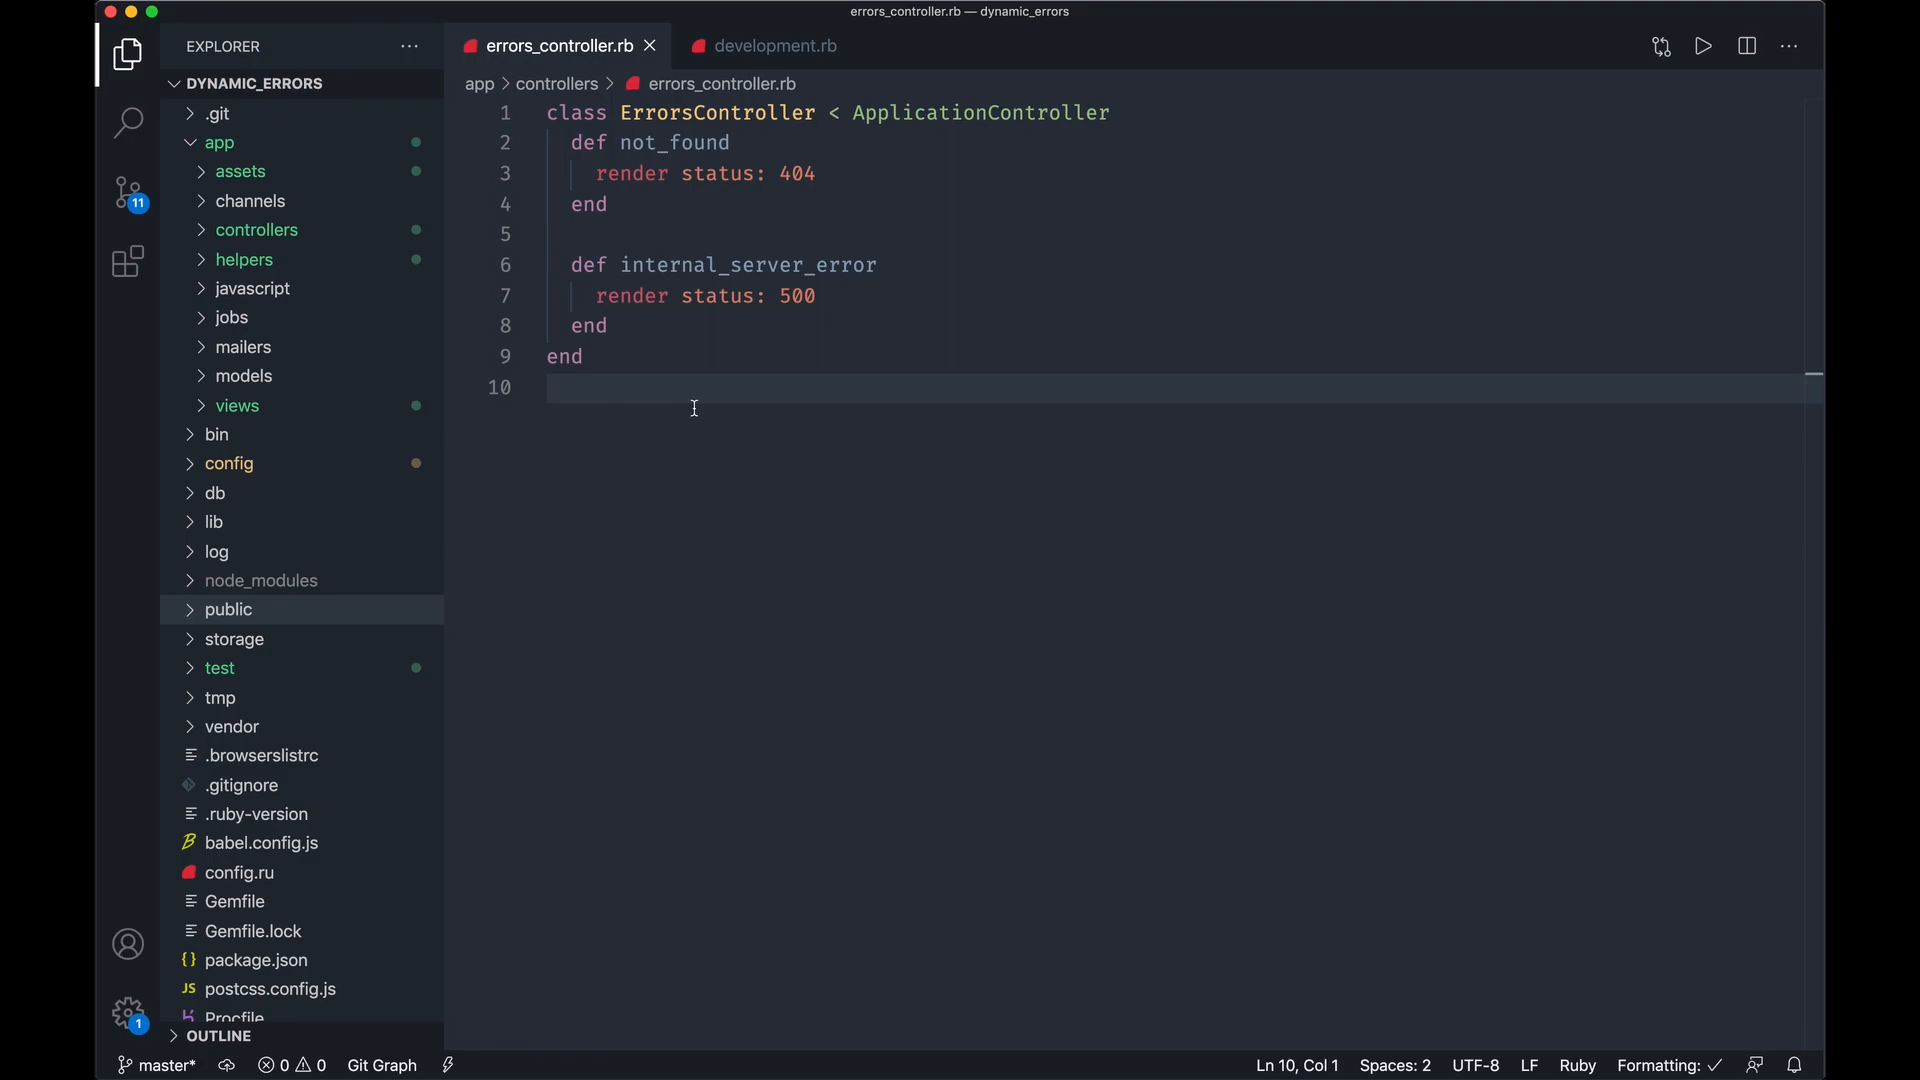 errors_controller.rb — dynamic_errors
EXPLORER
errors_controller.rb
development.rb
DYNAMIC_ERRORS
app > controllers > errors_controller.rb
.git
app
assets
channels
controllers
helpers
javascript
jobs
mailers
models
views
bin
config
db
lib
log
node_modules
public
storage
test
tmp
vendor
.browserslistrc
.gitignore
.ruby-version
babel.config.js
config.ru
Gemfile
Gemfile.lock
{} package.json
JS postcss.config.js
Procfile
OUTLINE
11
1
1 class ErrorsController < ApplicationController
2 def not_found
3 render status: 404
4 end
5
6 def internal_server_error
7 render status: 500
8 end
9 end
10
master* 0 0 Git Graph
Ln 10, Col 1 Spaces: 2 UTF-8 LF Ruby Formatting: ✓